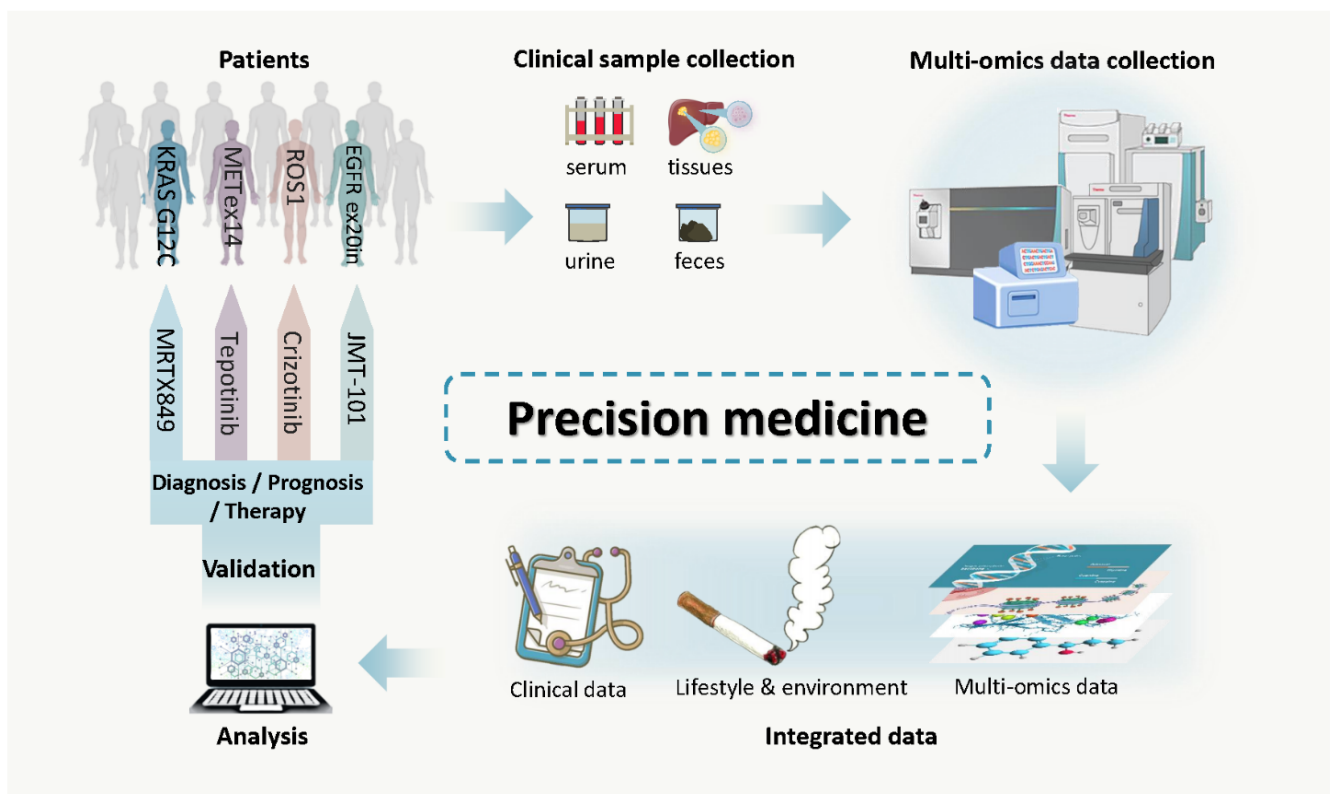 Patients
KRAS G12C
METex14
ROS1
EGFR ex20in
Clinical sample collection
serum
tissues
urine
feces
Multi-omics data collection
MRTX849
Tepotinib
Crizotinib
JMT-101
Precision medicine
Diagnosis / Prognosis
/ Therapy
Validation
Analysis
Clinical data
Lifestyle & environment
Multi-omics data
Integrated data